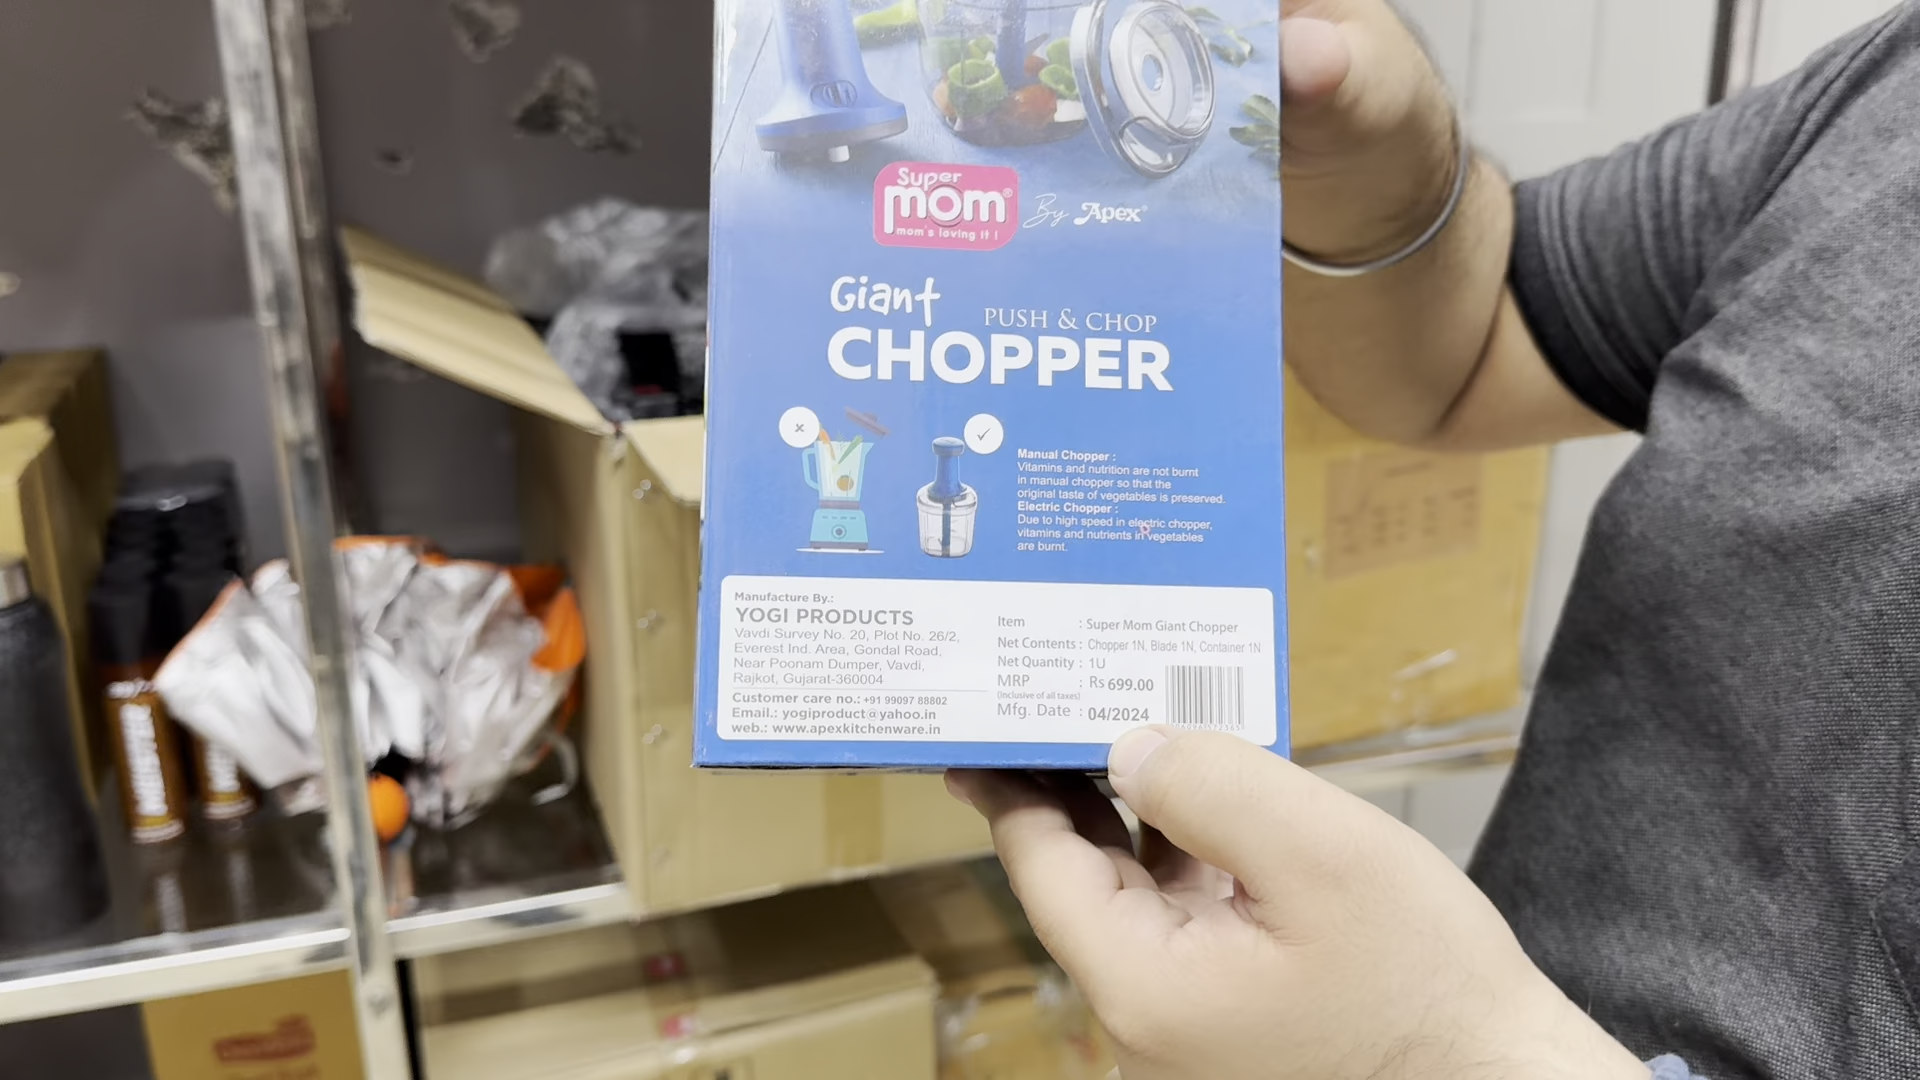 Super
mom®
mom's loving it !
By Apex®
Giant
PUSH & CHOP
CHOPPER
Manual Chopper :
Vitamins and nutrition are not burnt
in manual chopper so that the
original taste of vegetables is preserved.
Electric Chopper :
Due to high speed in electric chopper,
vitamins and nutrients in vegetables
are burnt.
Manufacture By.:
YOGI PRODUCTS
Vavdi Survey No. 20, Plot No. 26/2,
Everest Ind. Area, Gondal Road,
Near Poonam Dumper, Vavdi,
Rajkot, Gujarat-360004
Customer care no.: +91 99097 88802
Email.: yogiproduct@yahoo.in
web.: www.apexkitchenware.in
Item : Super Mom Giant Chopper
Net Contents : Chopper 1N, Blade 1N, Container 1N
Net Quantity : 1U
MRP : Rs 699.00
(Inclusive of all taxes)
Mfg. Date : 04/2024